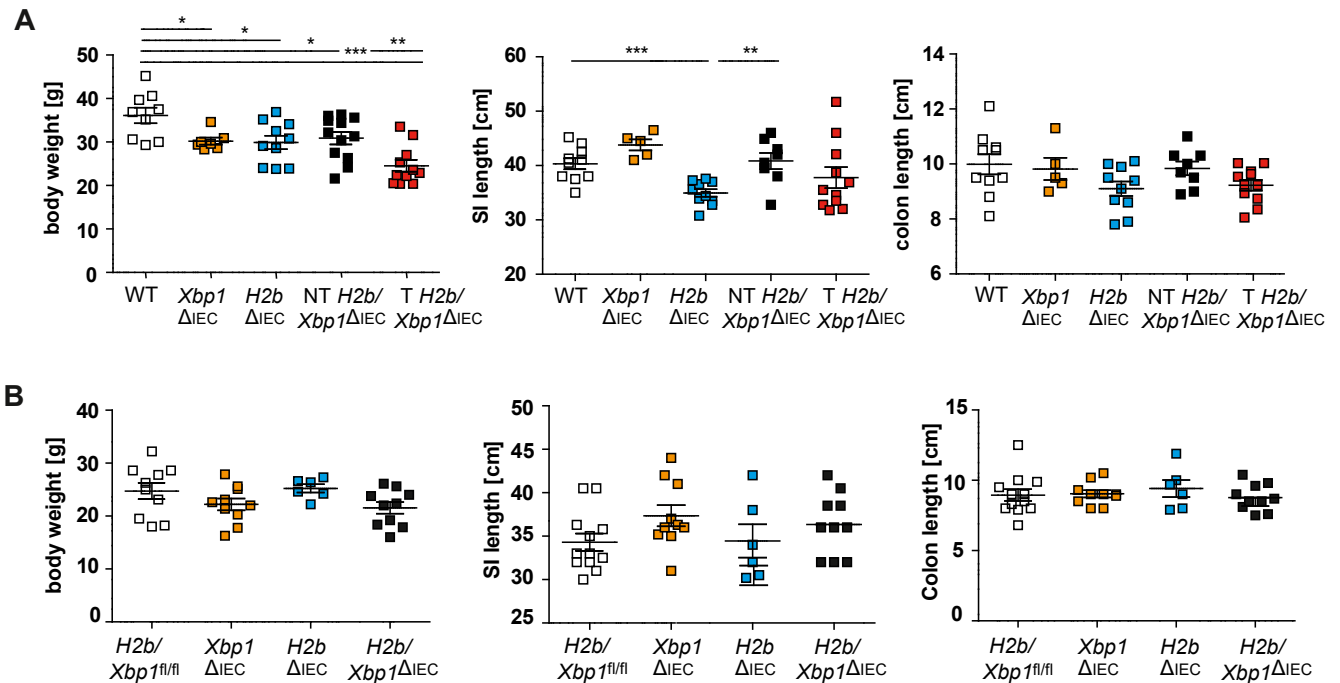 A
* * * *** **
body weight [g]
50
40
30
20
10
0
WT Xbp1 H2b NT H2b/ T H2b/
ΔIEC ΔIEC Xbp1ΔIEC Xbp1ΔIEC
*** **
SI length [cm]
60
50
40
30
20
WT Xbp1 H2b NT H2b/ T H2b/
ΔIEC ΔIEC Xbp1ΔIEC Xbp1ΔIEC
colon length [cm]
14
12
10
8
6
WT Xbp1 H2b NT H2b/ T H2b/
ΔIEC ΔIEC Xbp1ΔIEC Xbp1ΔIEC
B
body weight [g]
40
30
20
10
0
H2b/ Xbp1 H2b H2b/
Xbp1fl/fl ΔIEC ΔIEC Xbp1ΔIEC
SI length [cm]
50
45
40
35
30
25
H2b/ Xbp1 H2b H2b/
Xbp1fl/fl ΔIEC ΔIEC Xbp1ΔIEC
Colon length [cm]
15
10
5
0
H2b/ Xbp1 H2b H2b/
Xbp1fl/fl ΔIEC ΔIEC Xbp1ΔIEC